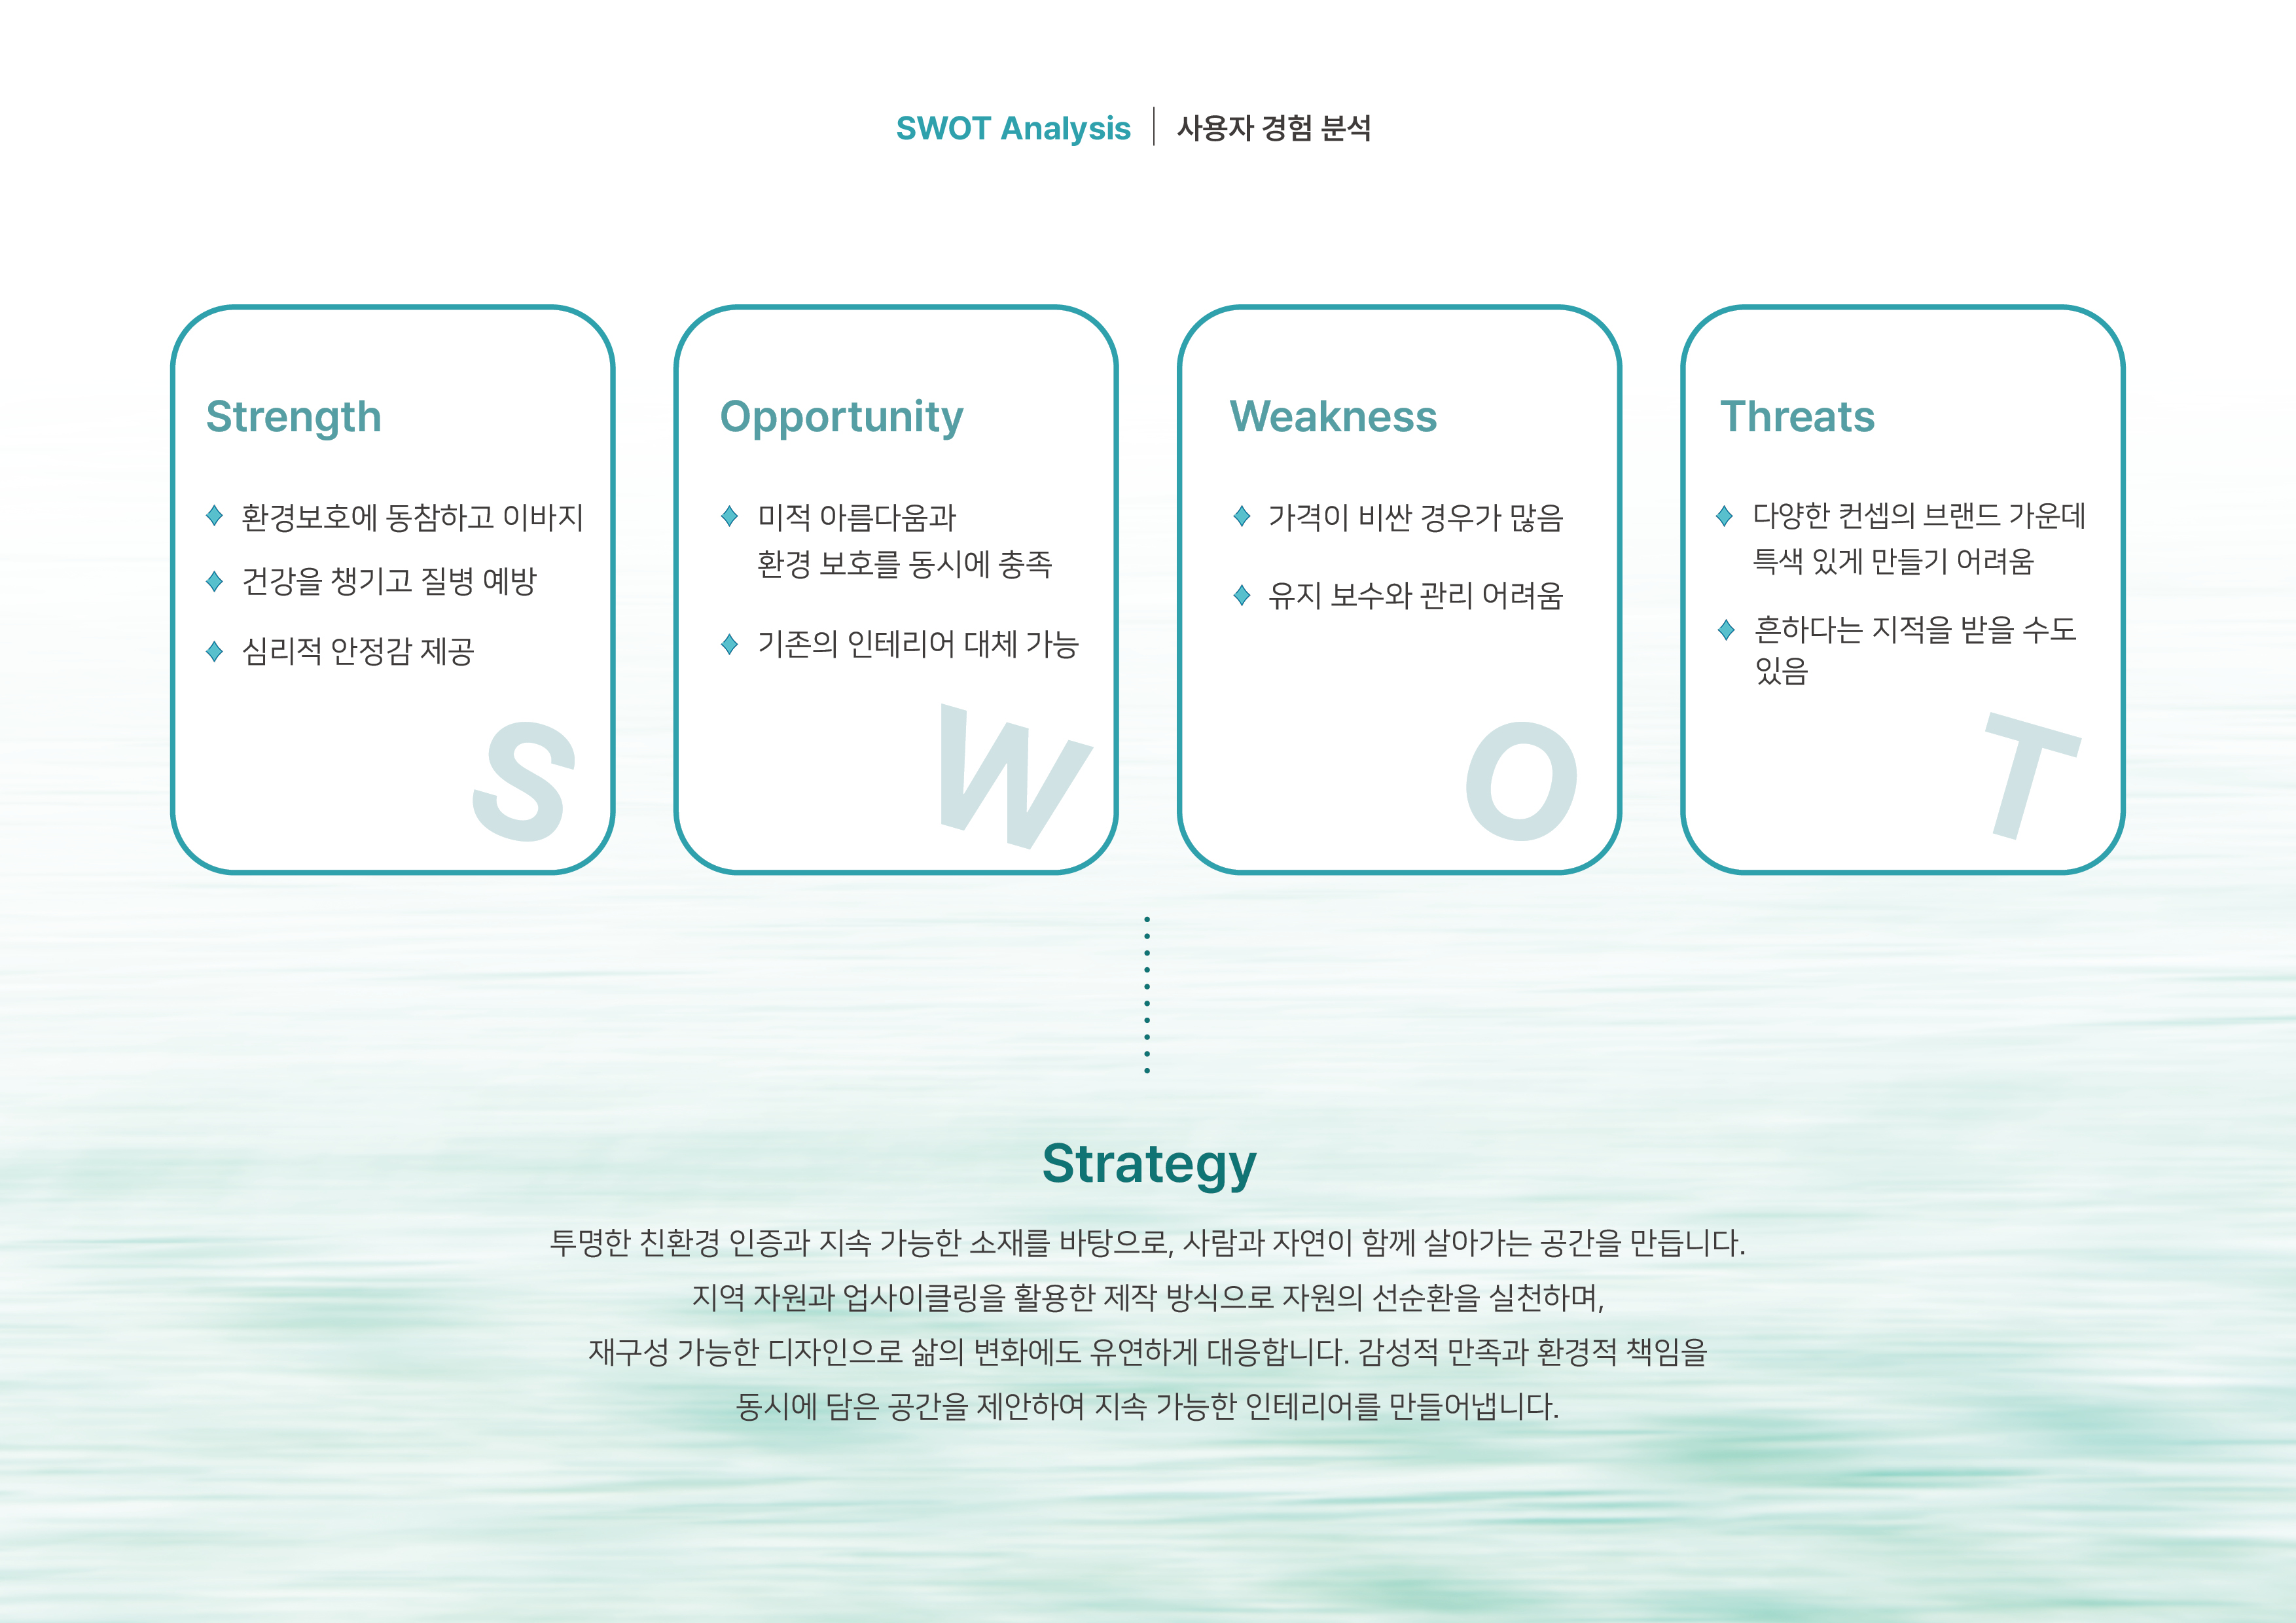 SWOT Analysis | 사용자 경험 분석
Strength
환경보호에 동참하고 이바지
건강을 챙기고 질병 예방
심리적 안정감 제공
S
Opportunity
미적 아름다움과
환경 보호를 동시에 충족
기존의 인테리어 대체 가능
W
Weakness
가격이 비싼 경우가 많음
유지 보수와 관리 어려움
O
Threats
다양한 컨셉의 브랜드 가운데
특색 있게 만들기 어려움
흔하다는 지적을 받을 수도
있음
T
Strategy
투명한 친환경 인증과 지속 가능한 소재를 바탕으로, 사람과 자연이 함께 살아가는 공간을 만듭니다.
지역 자원과 업사이클링을 활용한 제작 방식으로 자원의 선순환을 실천하며,
재구성 가능한 디자인으로 삶의 변화에도 유연하게 대응합니다. 감성적 만족과 환경적 책임을
동시에 담은 공간을 제안하여 지속 가능한 인테리어를 만들어냅니다.